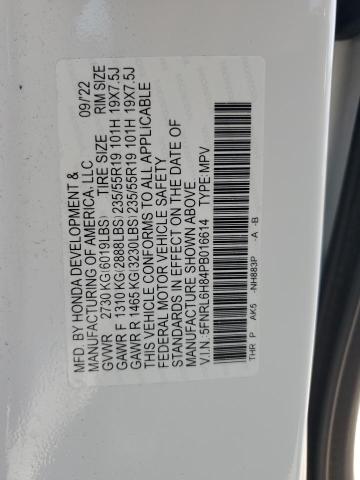 MFD. BY HONDA DEVELOPMENT & 09/22
MANUFACTURING OF AMERICA, LLC
GVWR 2730 KG(6019LBS) TIRE SIZE RIM SIZE
GAWR F 1310 KG(2888LBS) 235/55R19 101H 19X7.5J
GAWR R 1465 KG(3230LBS) 235/55R19 101H 19X7.5J
THIS VEHICLE CONFORMS TO ALL APPLICABLE
FEDERAL MOTOR VEHICLE SAFETY
STANDARDS IN EFFECT ON THE DATE OF
MANUFACTURE SHOWN ABOVE.
V.I.N.:5FNRL6H84PB016614 TYPE:MPV
THR P AK5 -NH883P -A -B